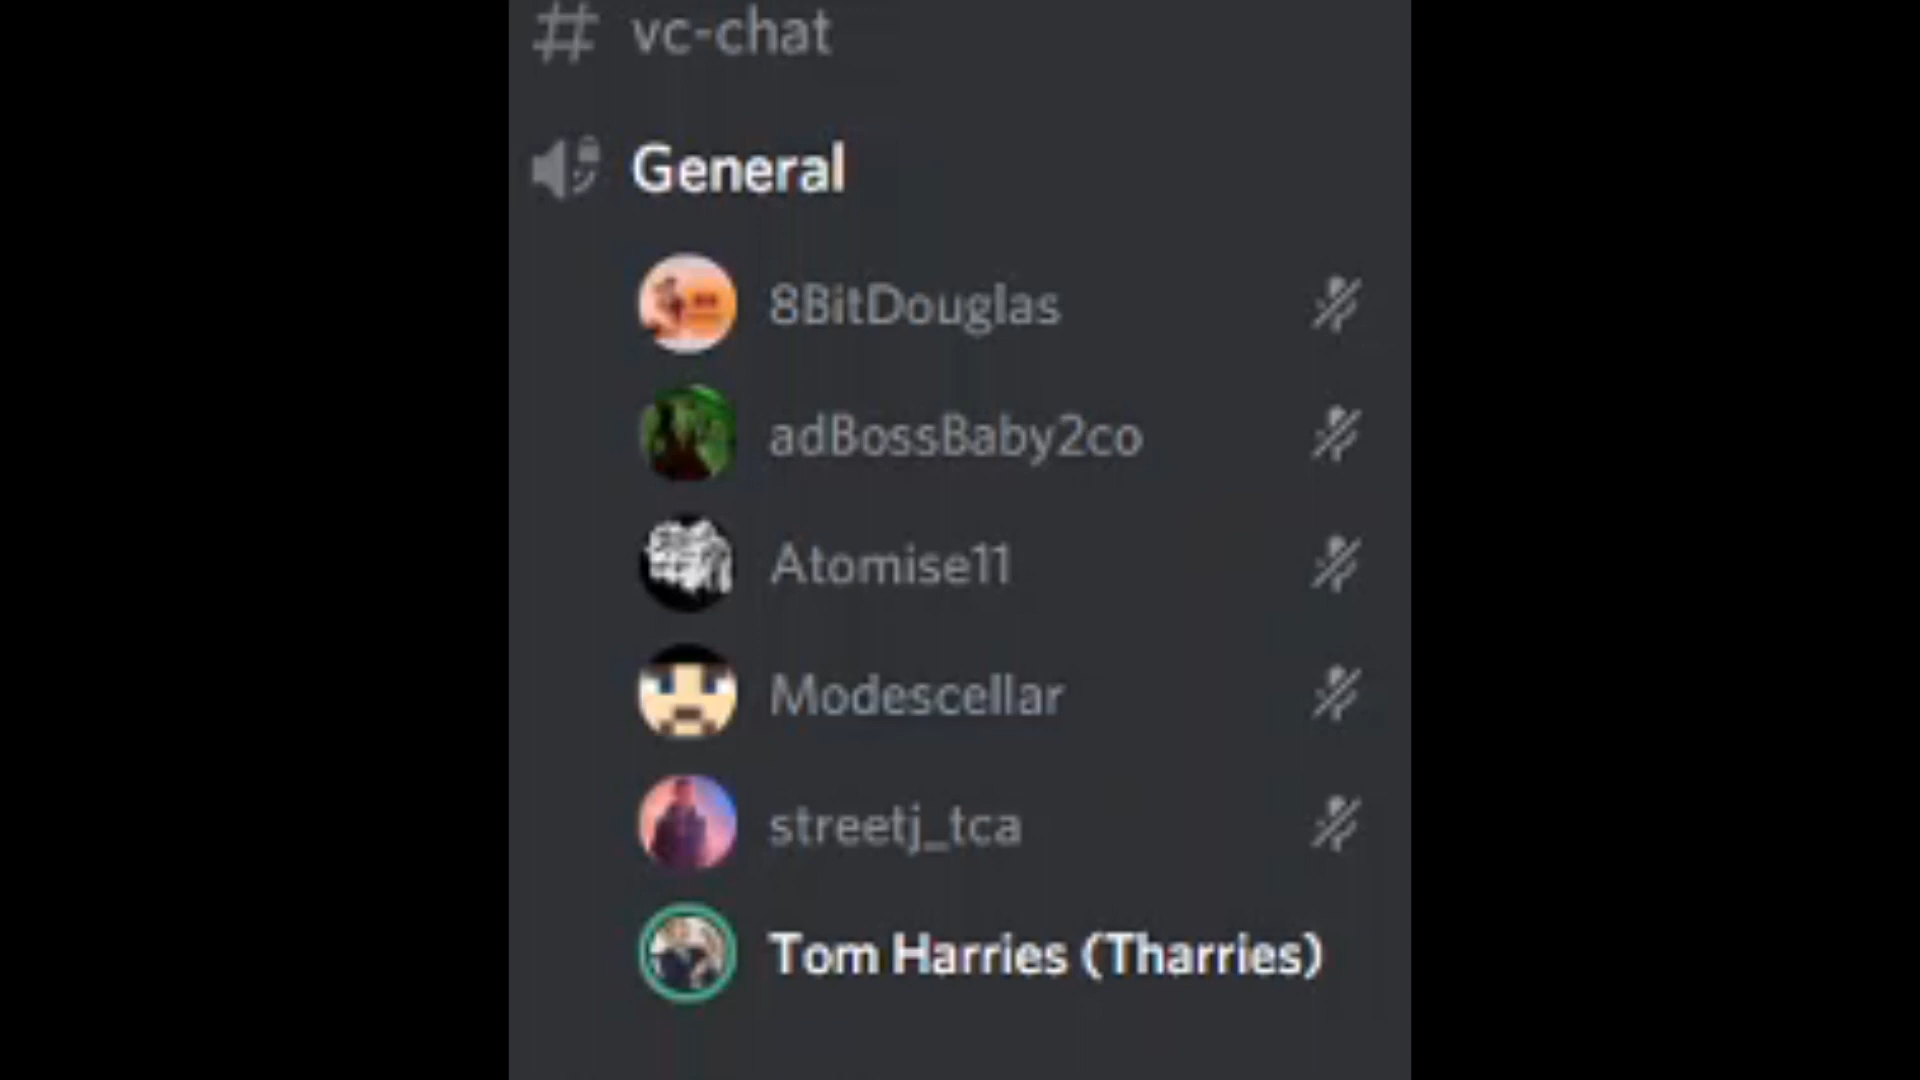 # vc-chat
General
8BitDouglas
adBossBaby2co
Atomise11
Modescellar
streetj_tca
Tom Harries (Tharries)